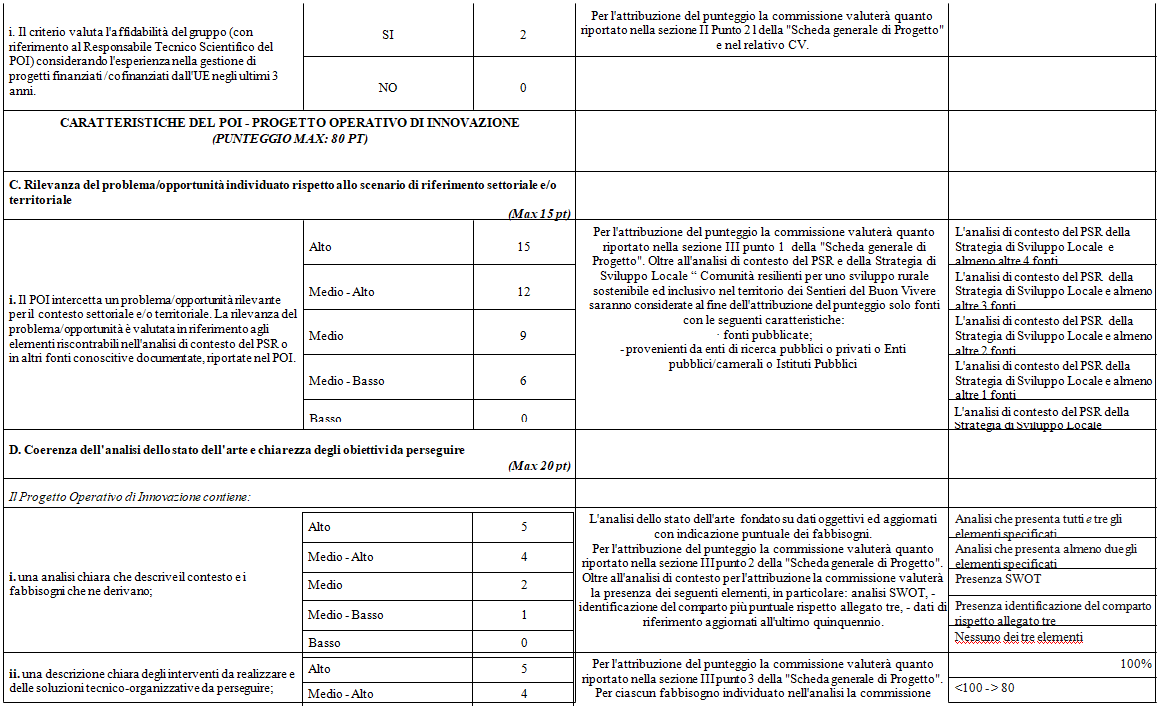 i. Il criterio valuta l'affidabilità del gruppo (con
riferimento al Responsabile Tecnico Scientifico del
POI) considerando l'esperienza nella gestione di
progetti finanziati /cofinanziati dall'UE negli ultimi 3
anni.
SI
2
NO
0
Per l'attribuzione del punteggio la commissione valuterà quanto
riportato nella sezione II Punto 2 l della "Scheda generale di Progetto"
e nel relativo CV.
CARATTERISTICHE DEL POI - PROGETTO OPERATIVO DI INNOVAZIONE
(PUNTEGGIO MAX: 80 PT)
C. Rilevanza del problema/opportunità individuato rispetto allo scenario di riferimento settoriale e/o
territoriale
(Max 15 pt)
i. Il POI intercetta un problema/opportunità rilevante
per il contesto settoriale e/o territoriale. La rilevanza del
problema/opportunità è valutata in riferimento agli
elementi riscontrabili nell'analisi di contesto del PSR o
in altri fonti conoscitive documentate, riportate nel POI.
Alto
15
Medio - Alto
12
Medio
9
Medio - Basso
6
Basso
0
Per l'attribuzione del punteggio la commissione valuterà quanto
riportato nella sezione III punto 1 della "Scheda generale di
Progetto". Oltre all'analisi di contesto del PSR e della Strategia di
Sviluppo Locale “ Comunità resilienti per uno sviluppo rurale
sostenibile ed inclusivo nel territorio dei Sentieri del Buon Vivere
saranno considerate al fine dell'attribuzione del punteggio solo fonti
con le seguenti caratteristiche:
· fonti pubblicate;
- provenienti da enti di ricerca pubblici o privati o Enti
pubblici/camerali o Istituti Pubblici
L'analisi di contesto del PSR della
Strategia di Sviluppo Locale e
almeno altre 4 fonti
L'analisi di contesto del PSR della
Strategia di Sviluppo Locale e almeno
altre 3 fonti
L'analisi di contesto del PSR della
Strategia di Sviluppo Locale e almeno
altre 2 fonti
L'analisi di contesto del PSR della
Strategia di Sviluppo Locale e almeno
altre 1 fonti
L'analisi di contesto del PSR della
Strategia di Sviluppo Locale
D. Coerenza dell'analisi dello stato dell'arte e chiarezza degli obiettivi da perseguire
(Max 20 pt)
Il Progetto Operativo di Innovazione contiene:
i. una analisi chiara che descrive il contesto e i
fabbisogni che ne derivano;
Alto
5
Medio - Alto
4
Medio
2
Medio - Basso
1
Basso
0
L'analisi dello stato dell'arte fondato su dati oggettivi ed aggiornati
con indicazione puntuale dei fabbisogni.
Per l'attribuzione del punteggio la commissione valuterà quanto
riportato nella sezione III punto 2 della "Scheda generale di Progetto".
Oltre all'analisi di contesto per l'attribuzione la commissione valuterà
la presenza dei seguenti elementi, in particolare: analisi SWOT, -
identificazione del comparto più puntuale rispetto allegato tre, - dati di
riferimento aggiornati all'ultimo quinquennio.
Analisi che presenta tutti e tre gli
elementi specificati
Analisi che presenta almeno due gli
elementi specificati
Presenza SWOT
Presenza identificazione del comparto
rispetto allegato tre
Nessuno dei tre elementi
ii. una descrizione chiara degli interventi da realizzare e
delle soluzioni tecnico-organizzative da perseguire;
Alto
5
Medio - Alto
4
Per l'attribuzione del punteggio la commissione valuterà quanto
riportato nella sezione III punto 3 della "Scheda generale di Progetto".
Per ciascun fabbisogno individuato nell'analisi la commissione
100%
<100 -> 80